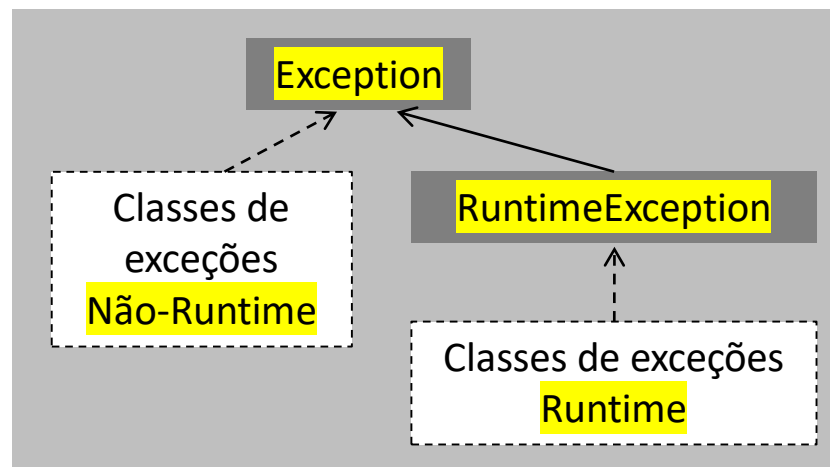 Exception
Classes de
exceções
Não-Runtime
RuntimeException
Classes de exceções
Runtime